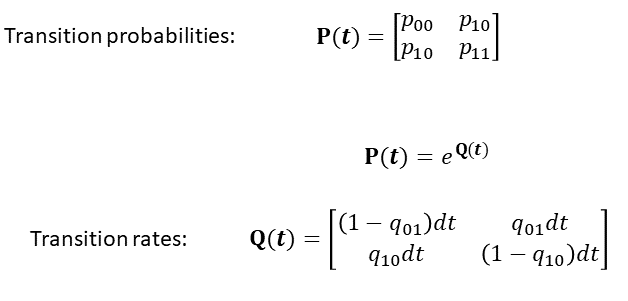 Transition probabilities: P(t) = [p00 p10
p10 p11]
P(t) = e^Q(t)
Transition rates: Q(t) = [(1 − q01)dt q01dt
q10dt (1 − q10)dt]